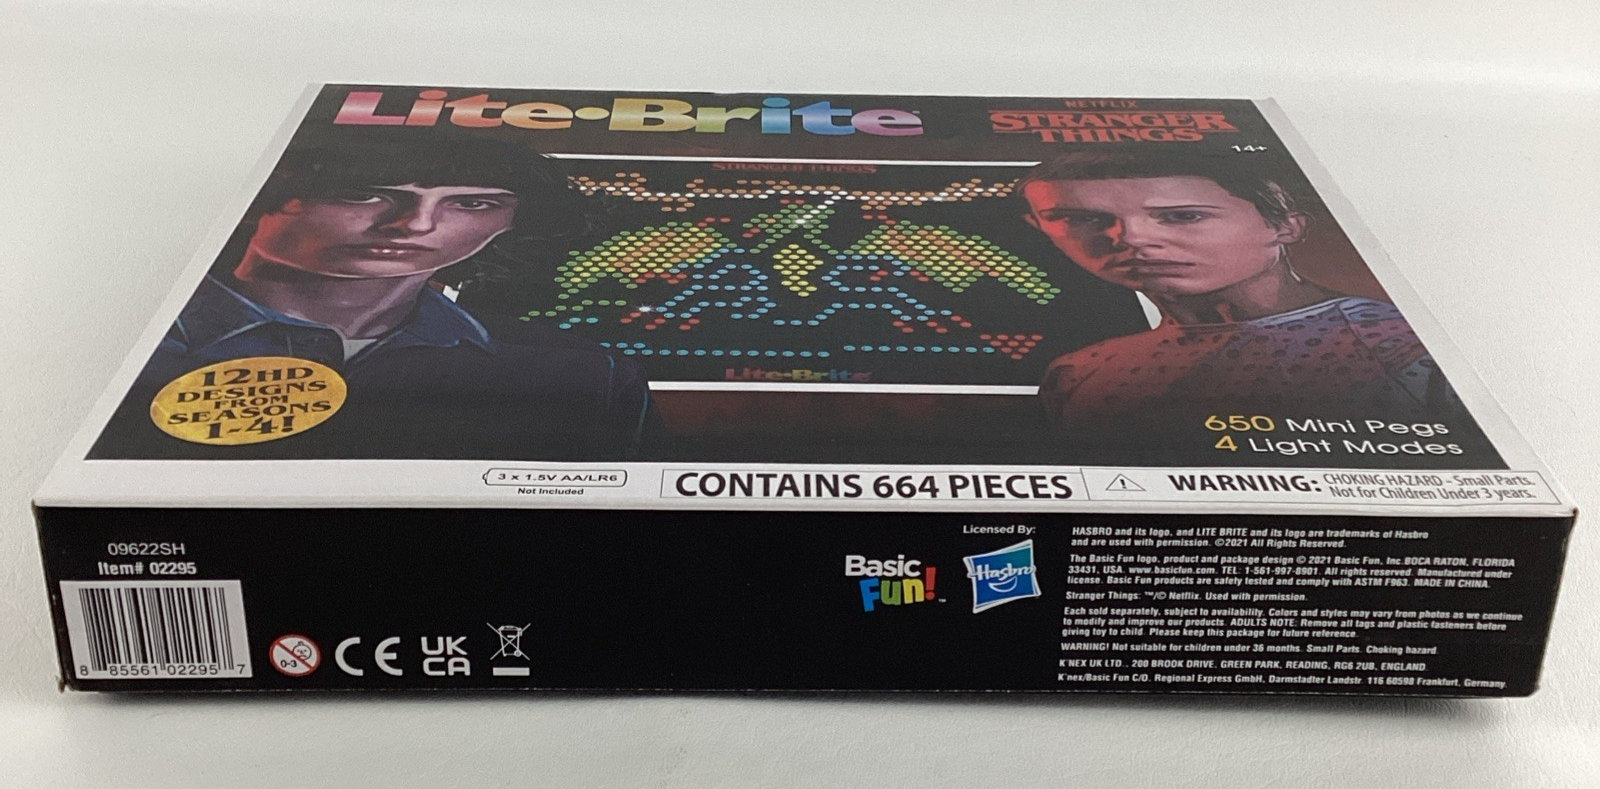 Lite•Brite
NETFLIX
STRANGER
THINGS
14+
STRANGER THINGS
Lite•Brite
12HD
DESIGNS
FROM
SEASONS
1-4!
650 Mini Pegs
4 Light Modes
3 x 1.5V AA/LR6
Not Included
CONTAINS 664 PIECES
WARNING: CHOKING HAZARD - Small Parts.
Not for Children Under 3 years.
09622SH
Item# 02295
8 85561 02295 7
0-3
CE
UK
CA
Basic
Fun!™
Licensed By:
Hasbro
HASBRO and its logo, and LITE BRITE and its logo are trademarks of Hasbro
and are used with permission. ©2021 All Rights Reserved.
The Basic Fun logo, product and package design © 2021 Basic Fun, Inc. BOCA RATON, FLORIDA
33431, USA. www.basicfun.com. TEL: 1-561-997-8901. All rights reserved. Manufactured under
license. Basic Fun products are safely tested and comply with ASTM F963. MADE IN CHINA.
Stranger Things: ™/© Netflix. Used with permission.
Each sold separately, subject to availability. Colors and styles may vary from photos as we continue
to modify and improve our products. ADULTS NOTE: Remove all tags and plastic fasteners before
giving toy to child. Please keep this package for future reference.
WARNING! Not suitable for children under 36 months. Small Parts. Choking hazard.
K'NEX UK LTD., 200 BROOK DRIVE, GREEN PARK, READING, RG6 2UB, ENGLAND
K'nex/Basic Fun C/O. Regional Express GmbH, Darmstadter Landstr. 116 60598 Frankfurt, Germany.